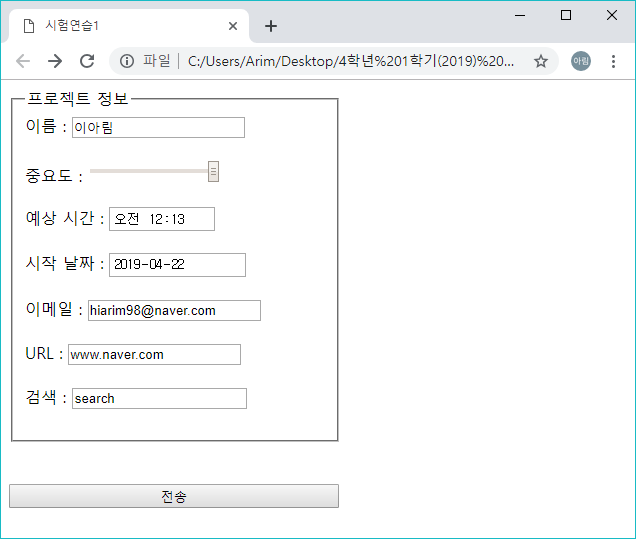 시험연습1
파일 C:/Users/Arim/Desktop/4학년%201학기(2019)%20...
아림
프로젝트 정보
이름 : 이아림
중요도 :
예상 시간 : 오전 12:13
시작 날짜 : 2019-04-22
이메일 : hiarim98@naver.com
URL : www.naver.com
검색 : search
전송